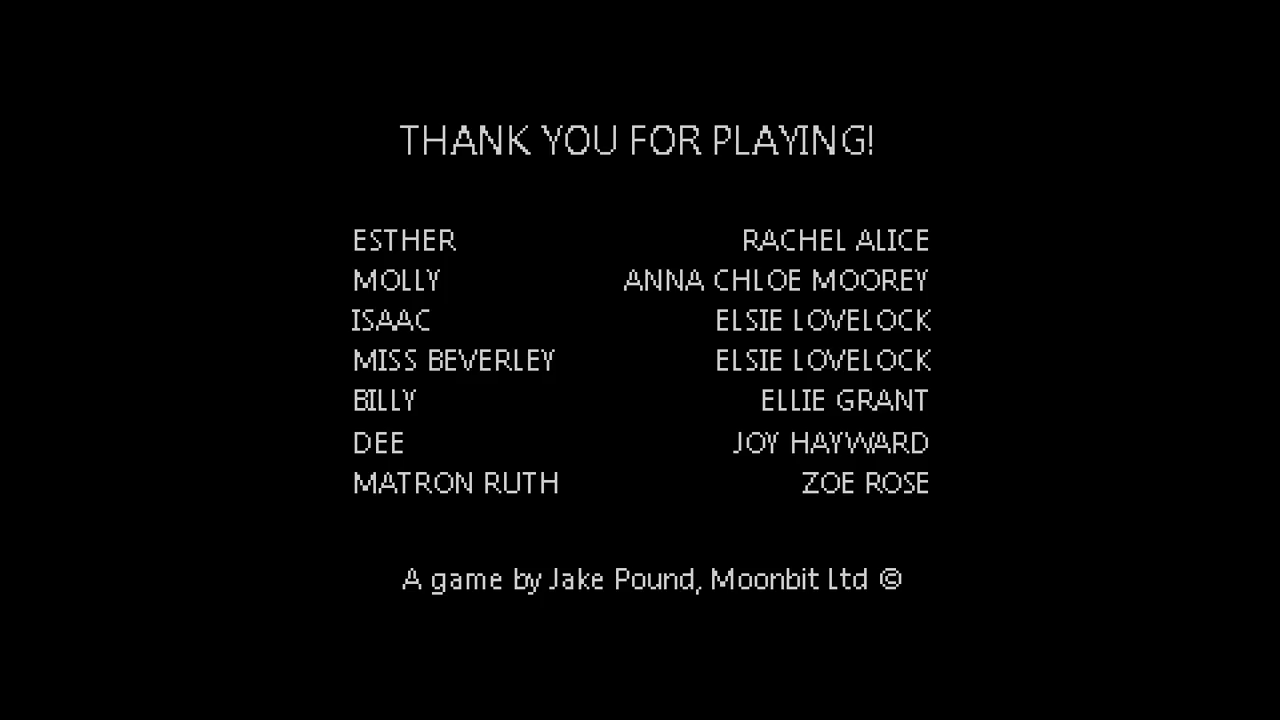 THANK YOU FOR PLAYING!
ESTHER RACHEL ALICE
MOLLY ANNA CHLOE MOOREY
ISAAC ELSIE LOVELOCK
MISS BEVERLEY ELSIE LOVELOCK
BILLY ELLIE GRANT
DEE JOY HAYWARD
MATRON RUTH ZOE ROSE
A game by Jake Pound, Moonbit Ltd ©